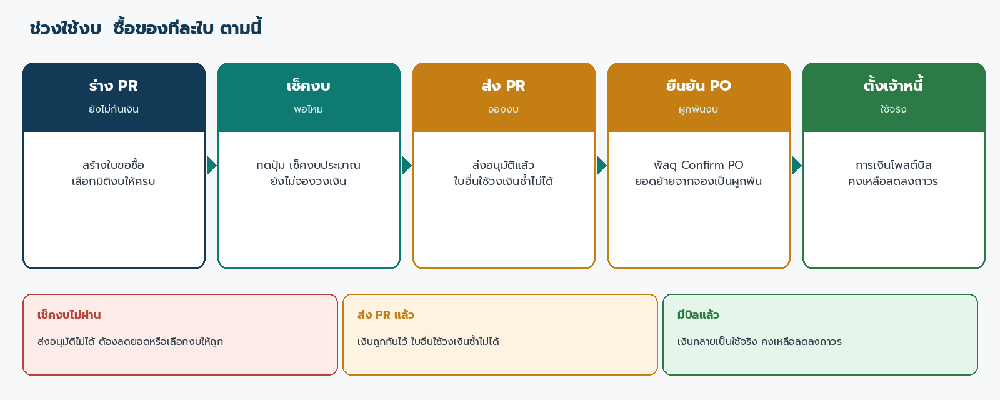 ช่วงใช้งบ  ซื้อของทีละใบ ตามนี้
ร่าง PR
ยังไม่กันเงิน
สร้างใบขอซื้อ
เลือกมิติงบให้ครบ
เช็คงบ
พอไหม
กดปุ่ม เช็คงบประมาณ
ยังไม่จองวงเงิน
ส่ง PR
จองงบ
ส่งอนุมัติแล้ว
ใบอื่นใช้วงเงินซ้ำไม่ได้
ยืนยัน PO
ผูกพันงบ
พัสดุ Confirm PO
ยอดย้ายจากจองเป็นผูกพัน
ตั้งเจ้าหนี้
ใช้จริง
การเงินโพสต์บิล
คงเหลือลดลงถาวร
เช็คงบไม่ผ่าน
ส่งอนุมัติไม่ได้ ต้องลดยอดหรือเลือกงบให้ถูก
ส่ง PR แล้ว
เงินถูกกันไว้ ใบอื่นใช้วงเงินซ้ำไม่ได้
มีบิลแล้ว
เงินกลายเป็นใช้จริง คงเหลือลดลงถาวร